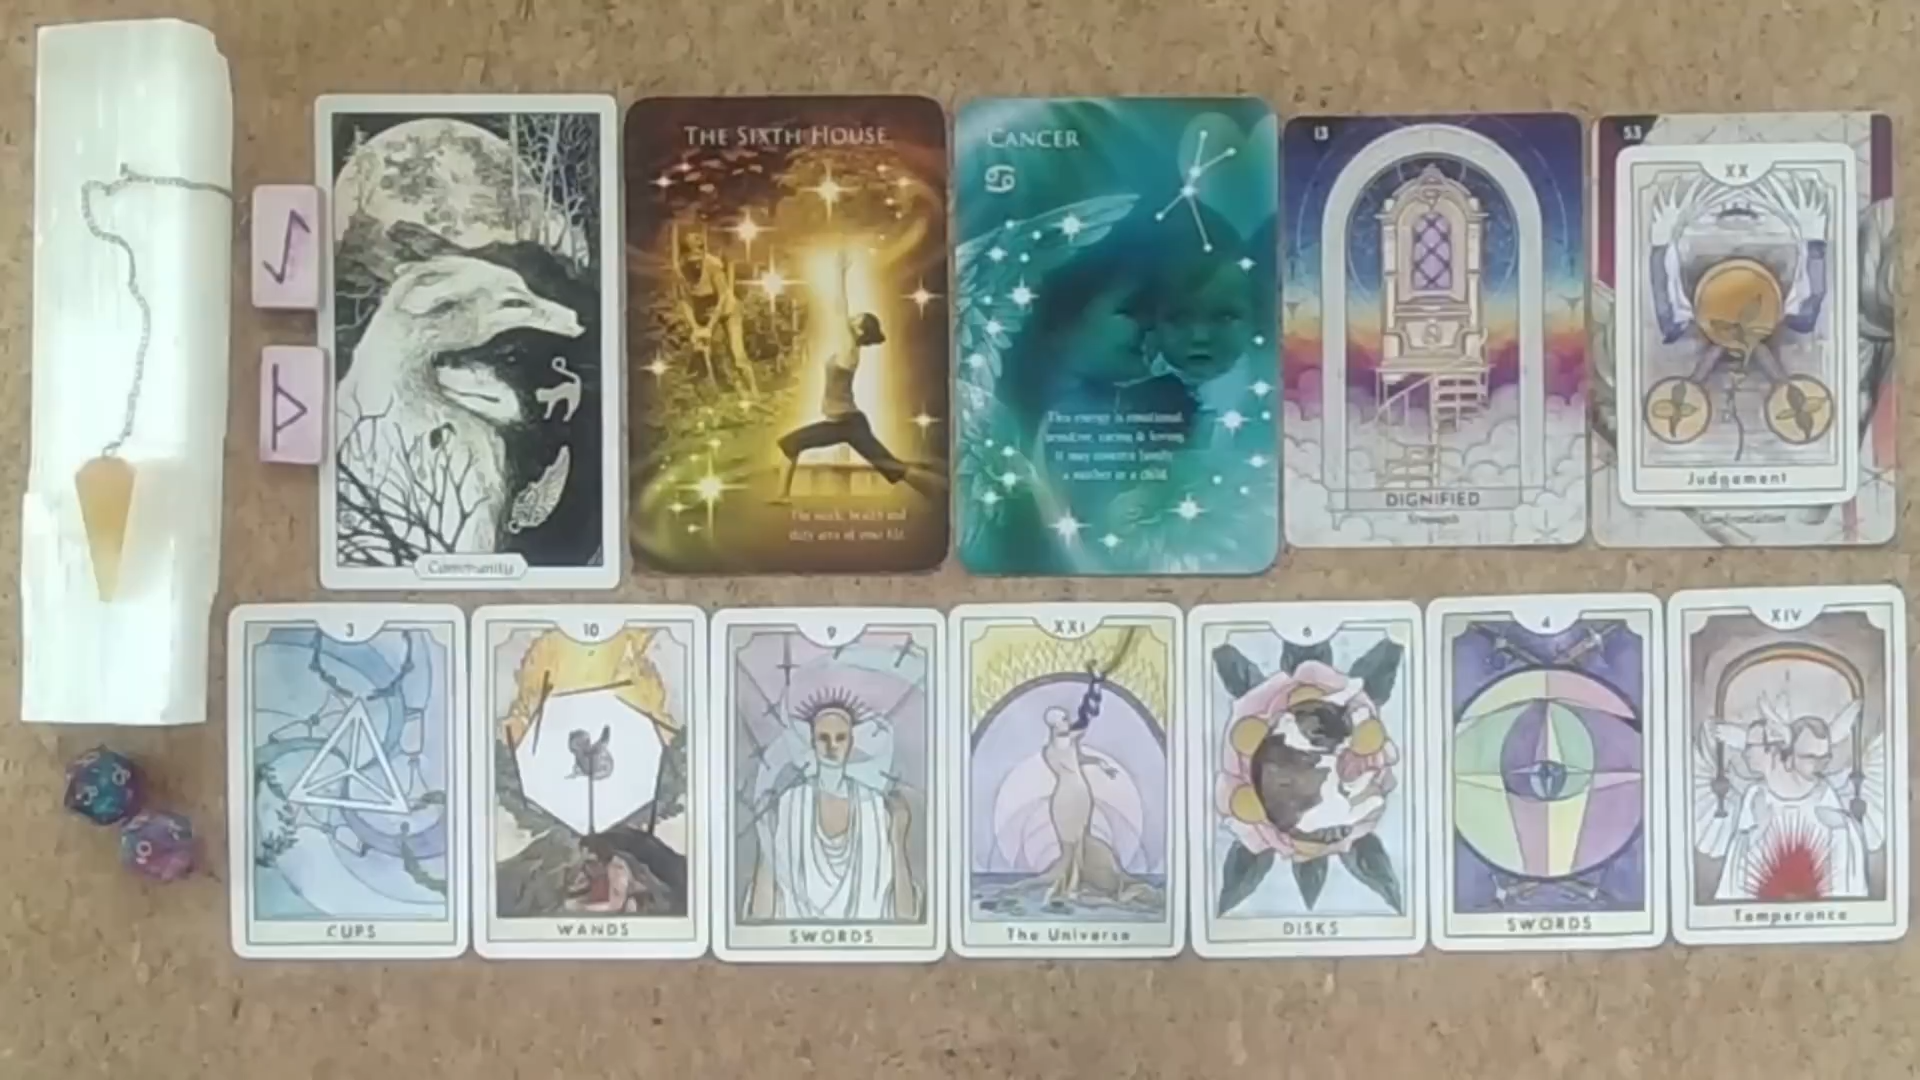 Community
THE SIXTH HOUSE
The work, health and
duty area of your life.
CANCER
This energy is emotional,
sensitive, caring & loving.
It may concern family,
a mother or a child.
13
DIGNIFIED
Strength
53
XX
Judgement
Confrontation
3
CUPS
10
WANDS
9
SWORDS
XXI
The Universe
6
DISKS
4
SWORDS
XIV
Temperance